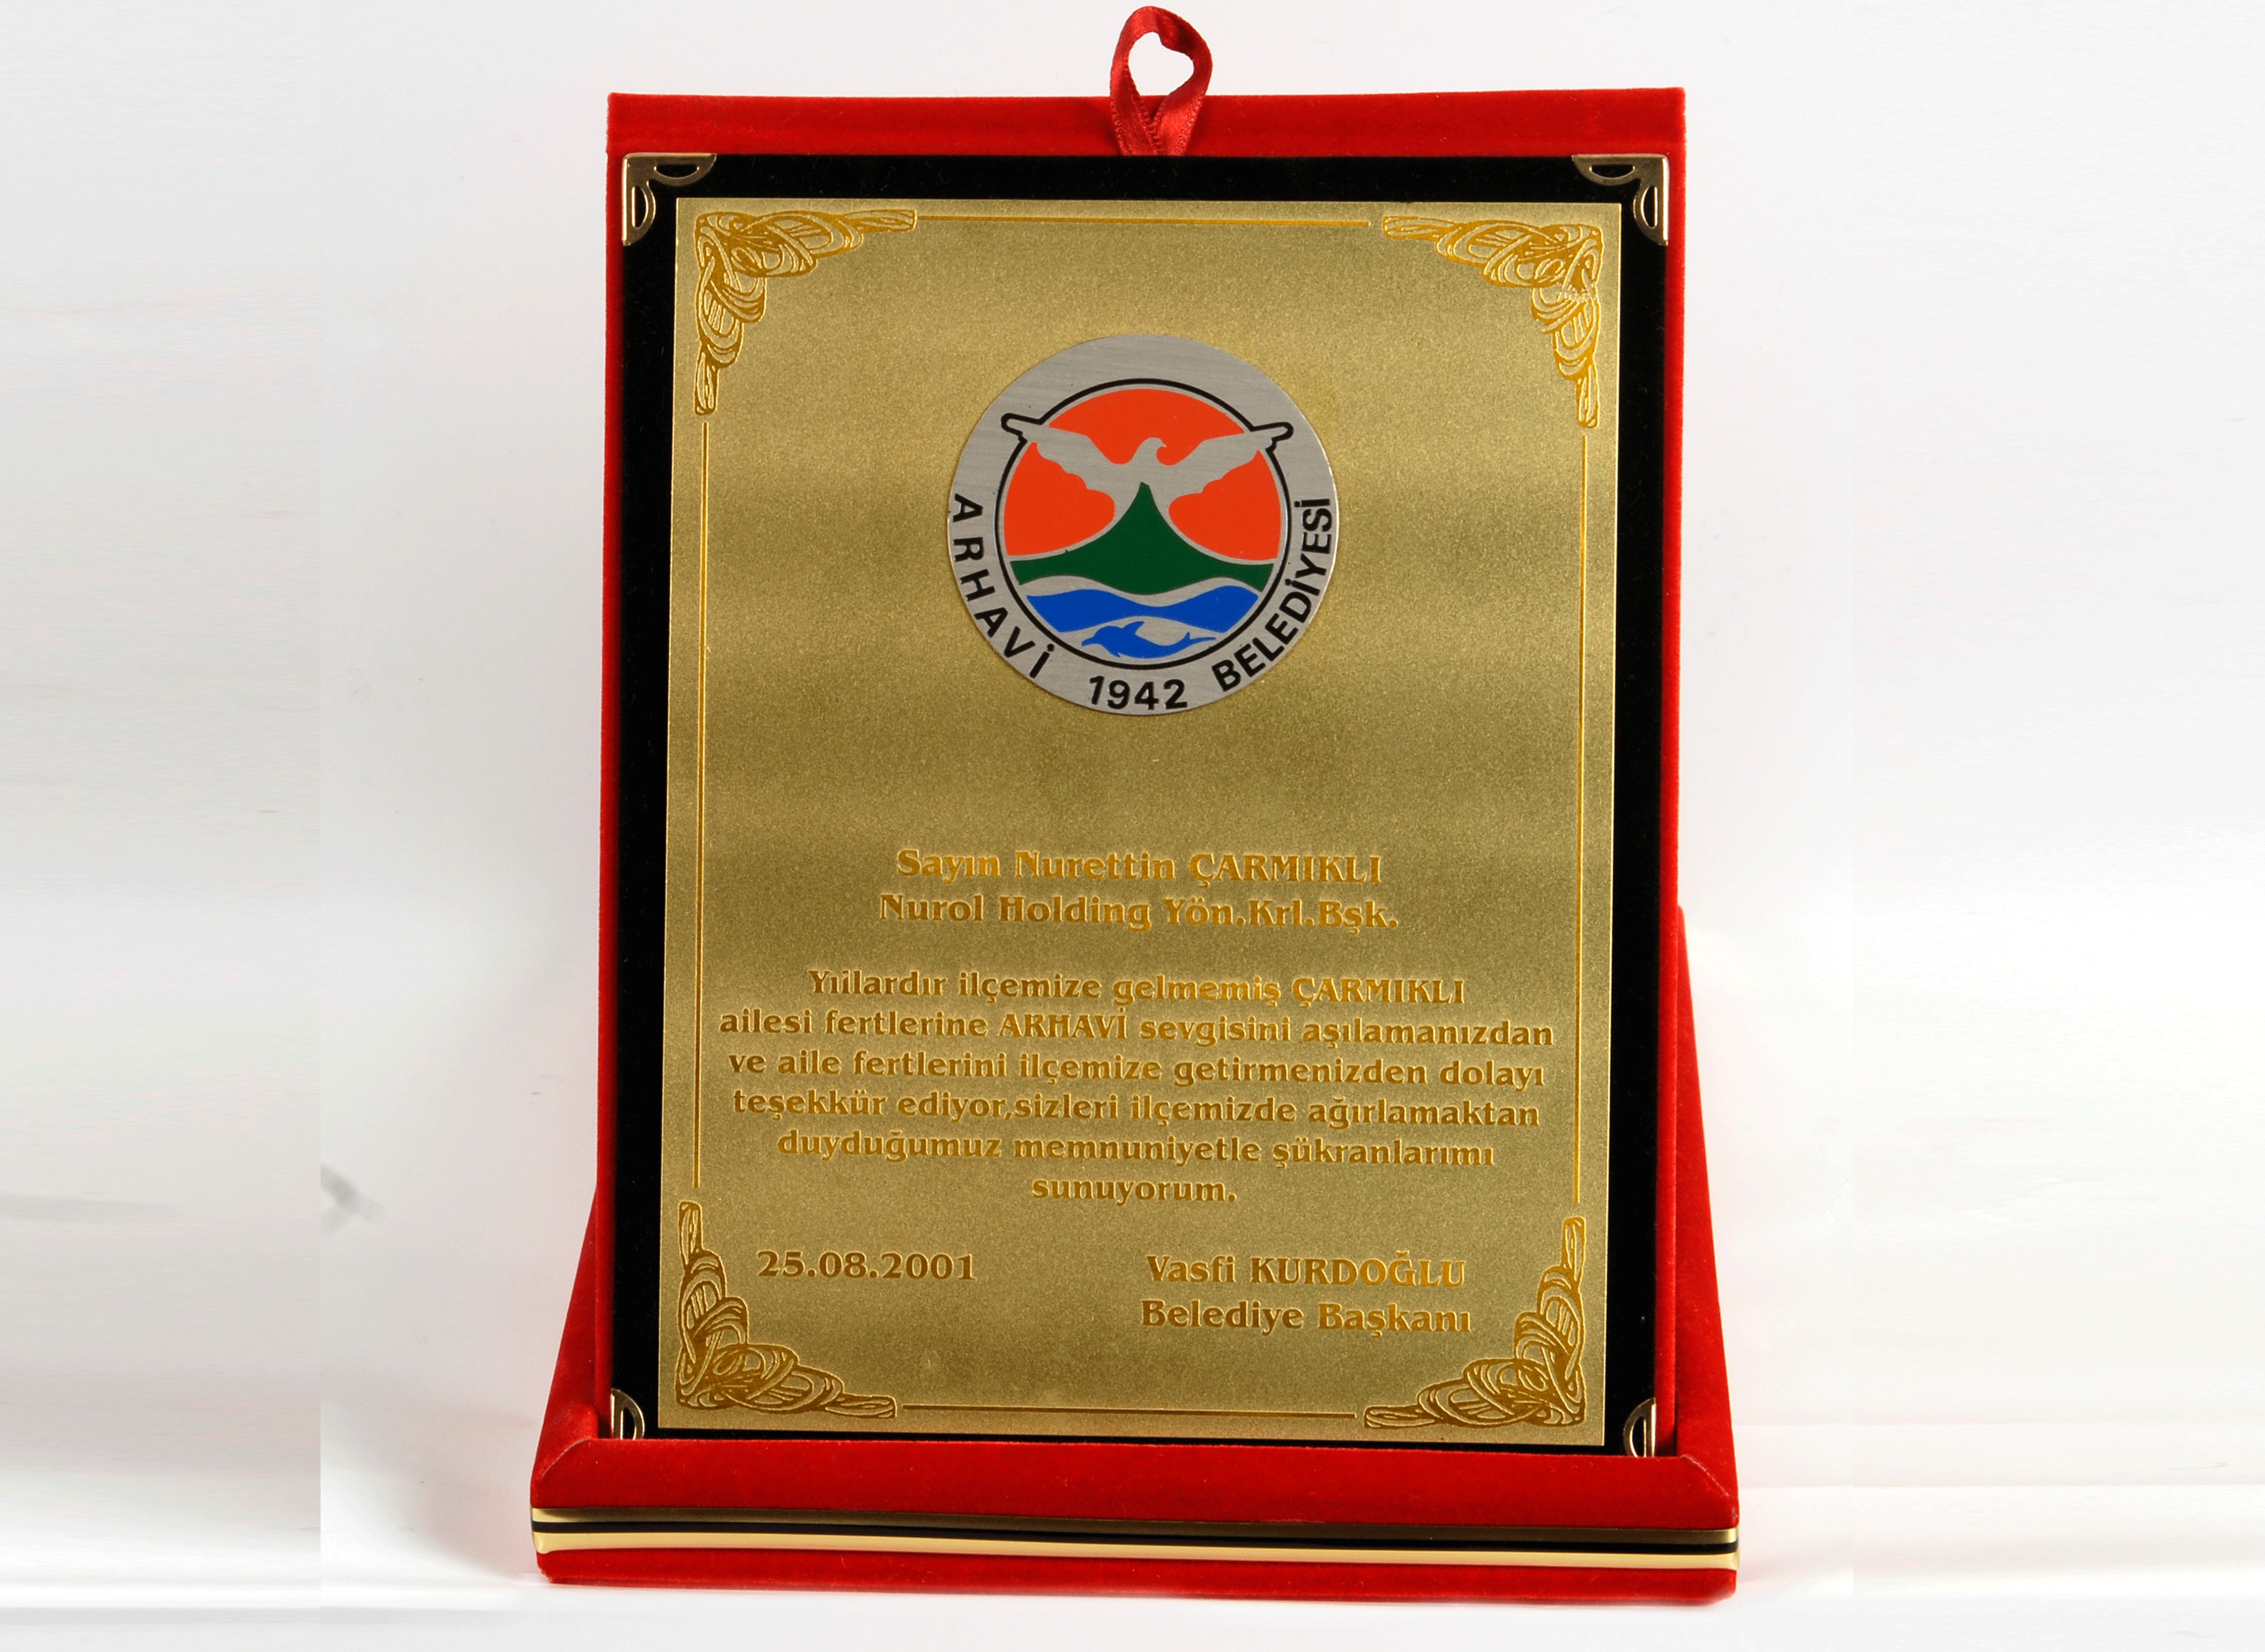 ARHAVİ 1942 BELEDİYESİ
Sayın Nurettin ÇARMIKLI
Nurol Holding Yön.Krl.Bşk.
Yıllardır ilçemize gelmemiş ÇARMIKLI
ailesi fertlerine ARHAVİ sevgisini aşılamanızdan
ve aile fertlerini ilçemize getirmenizden dolayı
teşekkür ediyor,sizleri ilçemizde ağırlamaktan
duyduğumuz memnuniyetle şükranlarımı
sunuyorum.
25.08.2001
Vasfi KURDOĞLU
Belediye Başkanı